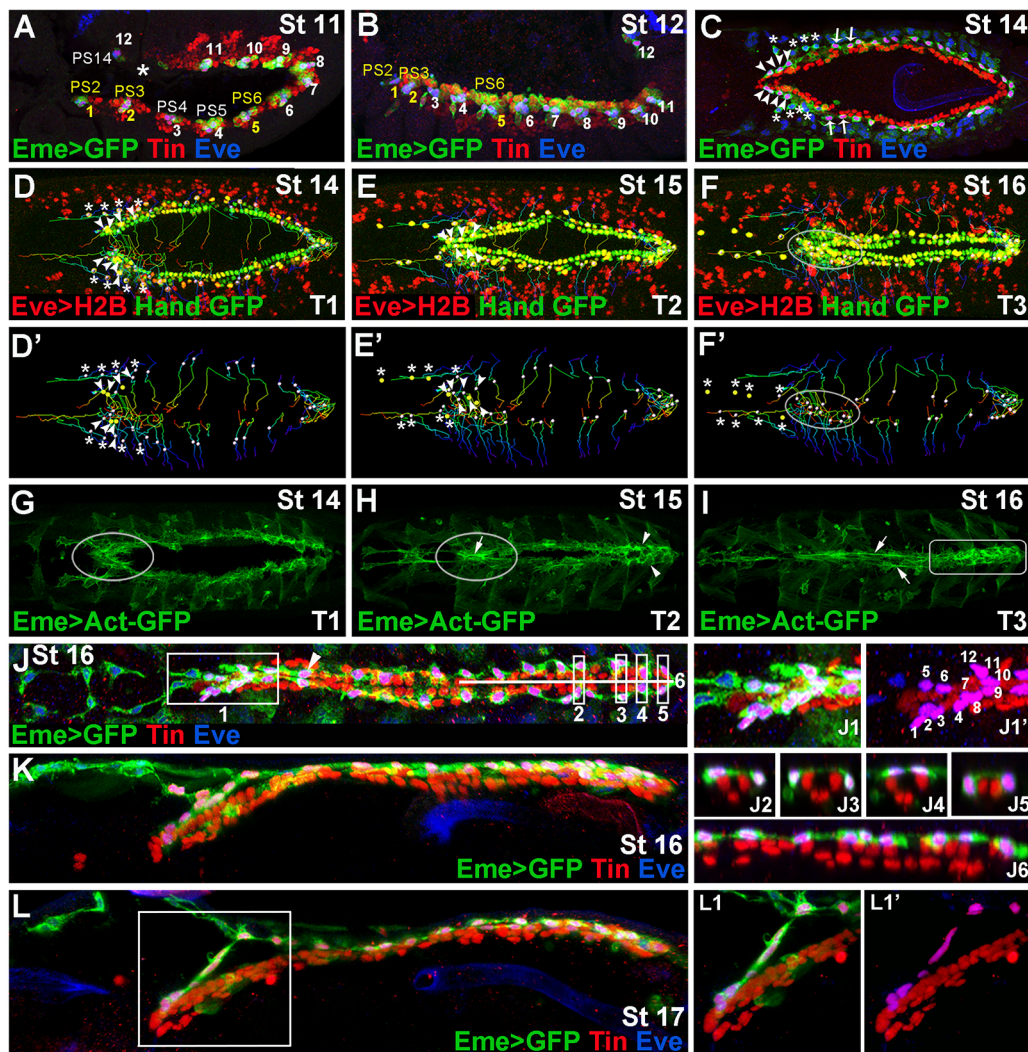 A St 11
12
PS14
*
11 10 9
8
7
PS2 PS3 PS4 PS5 PS6
1 2 3 4 5 6
Eme>GFP Tin Eve
B St 12
12
PS2 PS3 PS6
1 2 3 4 5 6 7 8 9 10 11
Eme>GFP Tin Eve
C St 14
* * * *
* * * *
Eme>GFP Tin Eve
D St 14
* * * *
* * * *
Eve>H2B Hand GFP T1
E St 15
Eve>H2B Hand GFP T2
F St 16
Eve>H2B Hand GFP T3
D’
* * * *
* * * *
E’
* * * *
* * * *
F’
* * * *
* * * *
G St 14
Eme>Act-GFP T1
H St 15
Eme>Act-GFP T2
I St 16
Eme>Act-GFP T3
J St 16
1 2 3 4 5 6
Eme>GFP Tin Eve
J1
12 11 10 9 8 7 6 5 4 3 2 1
J1’
K St 16
Eme>GFP Tin Eve
J2 J3 J4 J5
J6
L St 17
Eme>GFP Tin Eve
L1
L1’